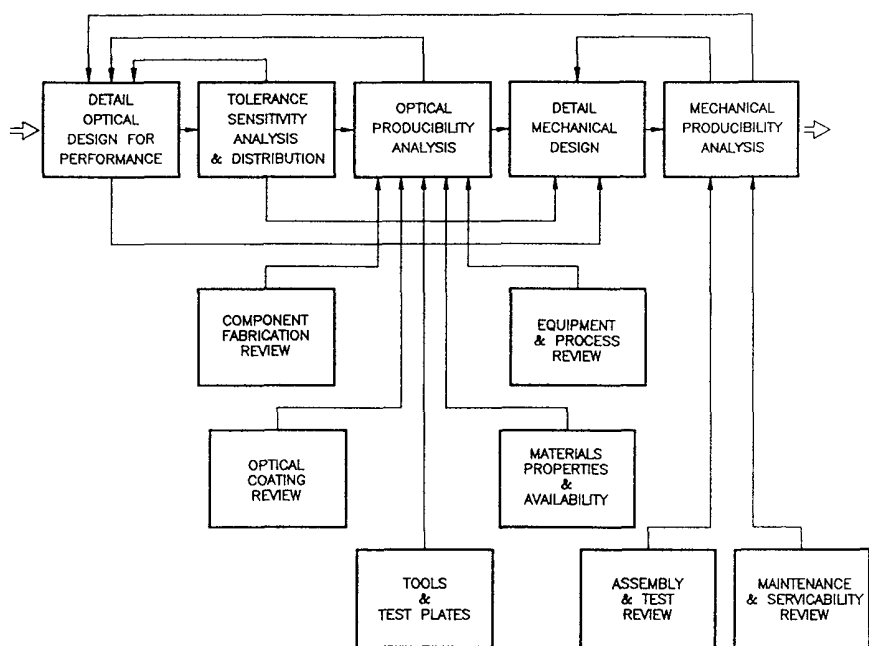 DETAIL
OPTICAL
DESIGN FOR
PERFORMANCE
TOLERANCE
SENSITIVITY
ANALYSIS
& DISTRIBUTION
OPTICAL
PRODUCIBILITY
ANALYSIS
DETAIL
MECHANICAL
DESIGN
MECHANICAL
PRODUCIBILITY
ANALYSIS
COMPONENT
FABRICATION
REVIEW
EQUIPMENT
& PROCESS
REVIEW
OPTICAL
COATING
REVIEW
MATERIALS
PROPERTIES
&
AVAILABILITY
TOOLS
&
TEST PLATES
ASSEMBLY
& TEST
REVIEW
MAINTENANCE
& SERVICABILITY
REVIEW